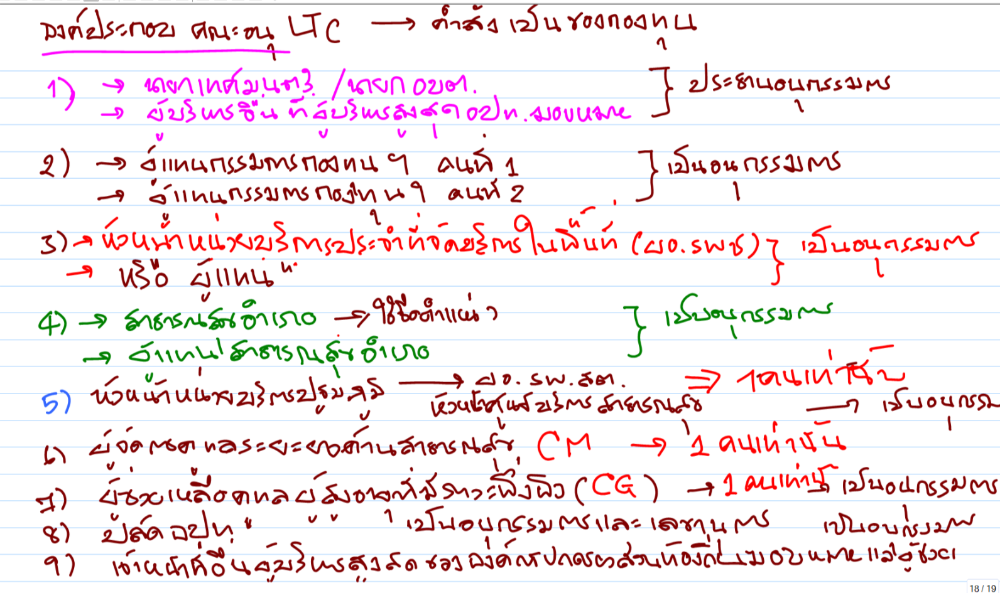 องค์ประกอบ คณะอนุ LTC → คำสั่ง เป็น ของกองทุน
1) → นายกเทศมนตรี / นายก อบต. ] ประธานอนุกรรมการ
→ ผู้บริหารอื่น ที่ ผู้บริหารสูงสุด อปท. มอบหมาย
2) → ผู้แทนกรรมการกองทุน ฯ คนที่ 1 ] เป็นอนุกรรมการ
→ ผู้แทนกรรมการกองทุน ฯ คนที่ 2
3) → หัวหน้าหน่วยบริการประจำที่จัดบริการในพื้นที่ (ผอ.รพช) } เป็นอนุกรรมการ
→ หรือ ผู้แทน
4) → สาธารณสุขอำเภอ → ใช้ชื่อตำแหน่ง } เป็นอนุกรรมการ
→ ผู้แทนสาธารณสุขอำเภอ
5) หัวหน้าหน่วยบริการปฐมภูมิ → ผอ. รพ.สต. ⇒ 1คนเท่านั้น
หัวหน้าศูนย์บริการสาธารณสุข → เป็นอนุกรรม
6) ผู้จัดการดูแลระยะยาวด้านสาธารณสุข CM → 1 คนเท่านั้น
7) ผู้ช่วยเหลือดูแลผู้สูงอายุที่มีภาวะพึ่งพิง (CG) → 1 คนเท่านั้น เป็นอนุกรรมการ
8) ปลัด อปท. เป็นอนุกรรมการและเลขานุการ เป็นอนุกรรมการ
9) เจ้าหน้าที่อื่นผู้บริหารสูงสุดขององค์กรปกครองส่วนท้องถิ่นมอบหมาย ผู้ช่วยเ
18 / 19